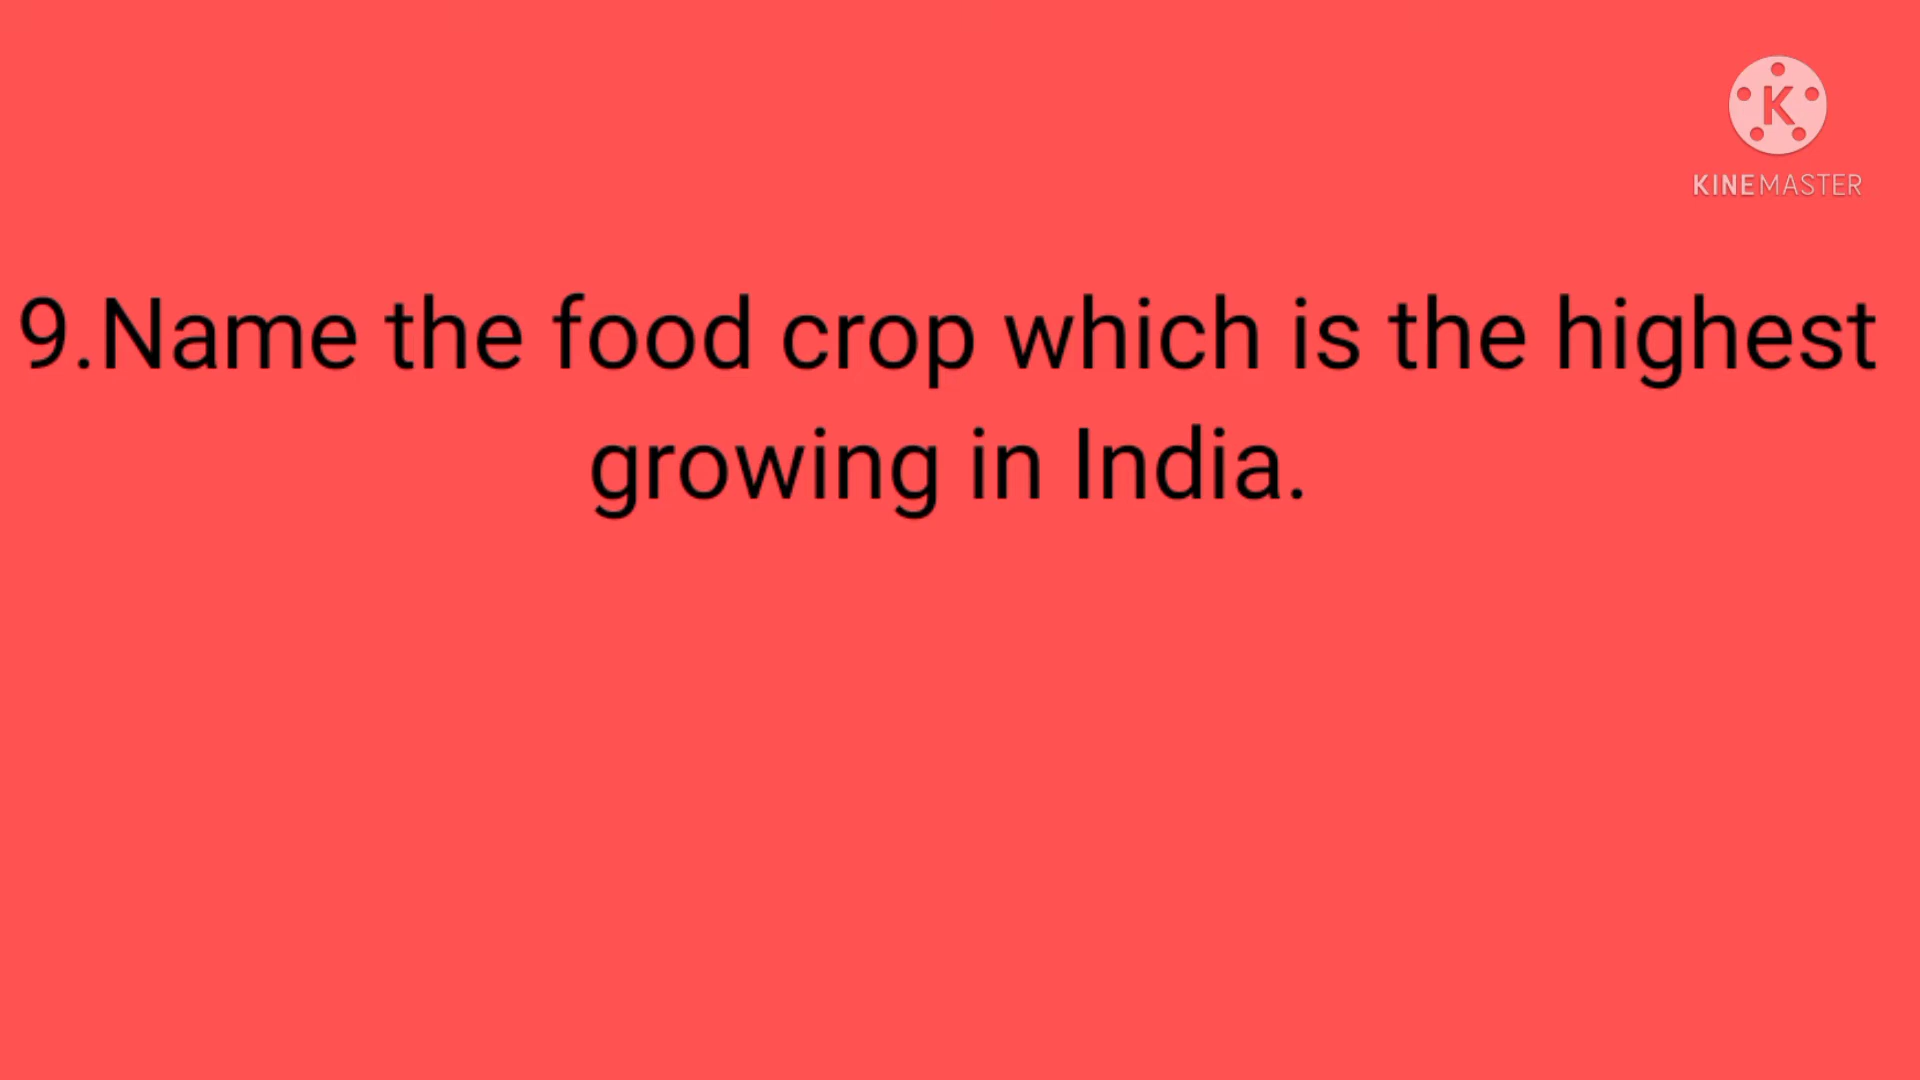 K
KINEMASTER
9.Name the food crop which is the highest
growing in India.